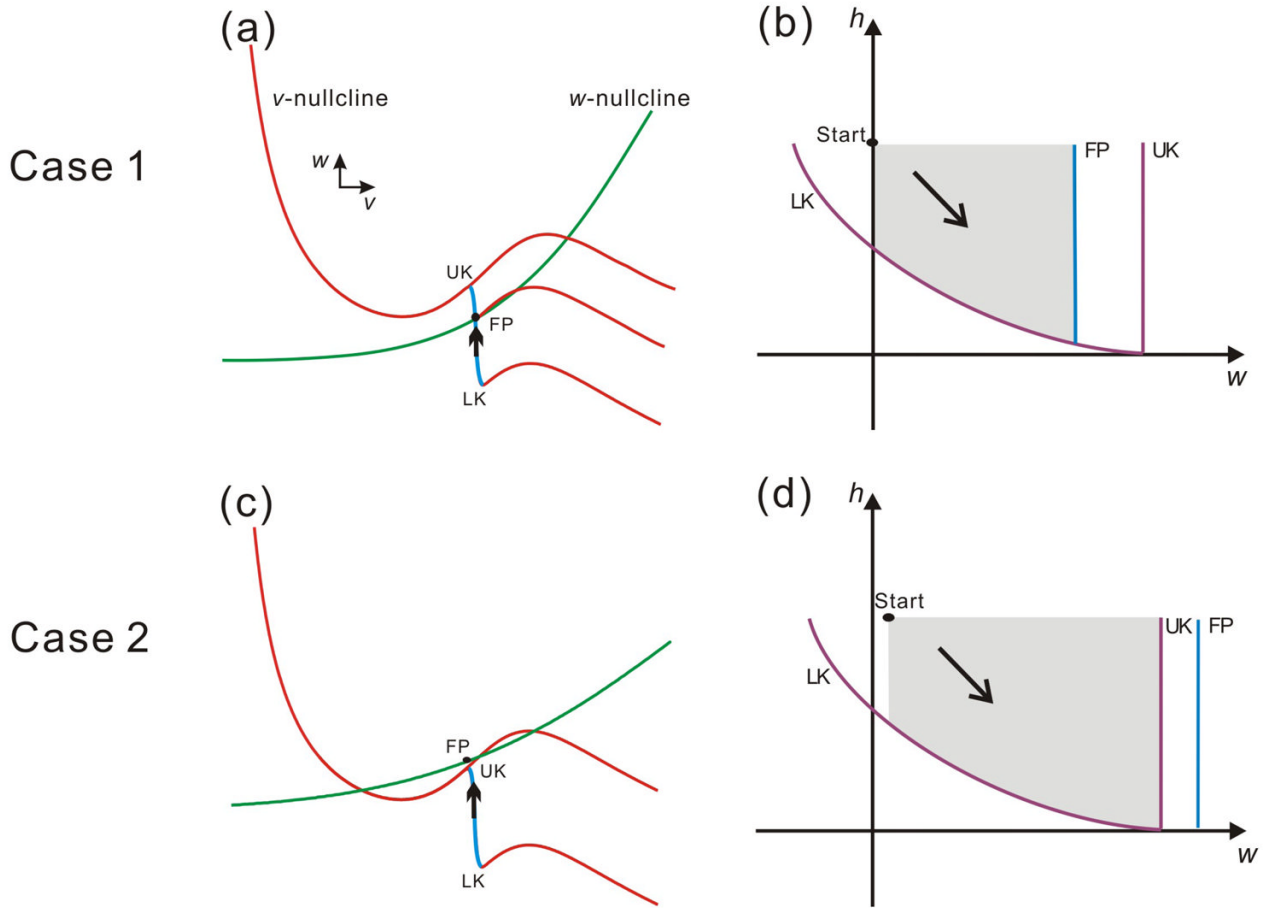 (a)
v-nullcline
w-nullcline
w
v
UK
FP
LK
Case 1
(b)
h
Start
FP
UK
LK
w
(c)
FP
UK
LK
Case 2
(d)
h
Start
UK
FP
LK
w